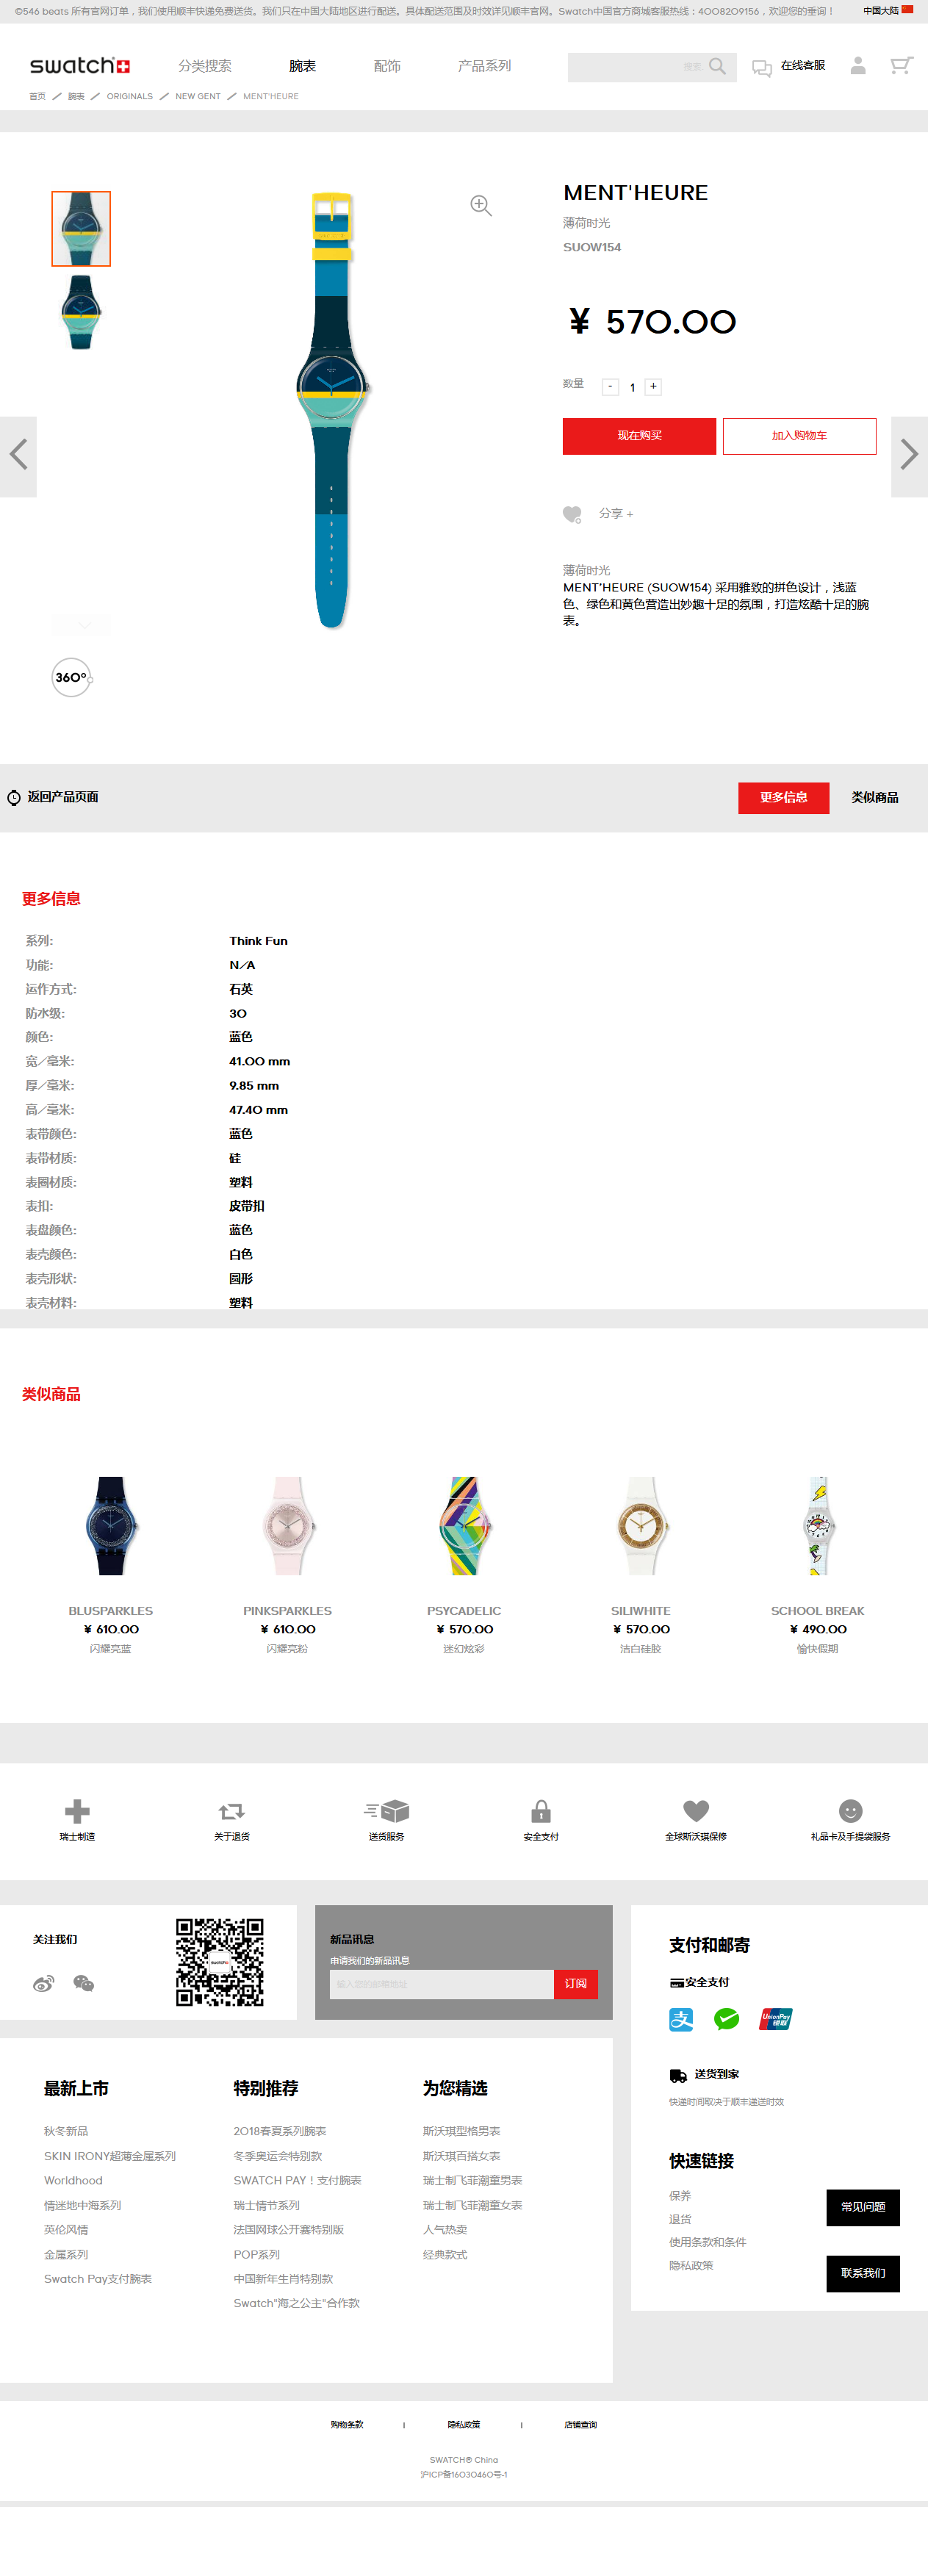 ©546 beats 所有官网订单，我们使用顺丰快递免费送货。我们只在中国大陆地区进行配送。具体配送范围及时效详见顺丰官网。Swatch中国官方商城客服热线：4008209156，欢迎您的垂询！ 中国大陆
swatch 分类搜索 腕表 配饰 产品系列 搜索 在线客服
首页 / 腕表 / ORIGINALS / NEW GENT / MENT'HEURE
MENT'HEURE
薄荷时光
SUOW154
¥ 570.00
数量 - 1 +
现在购买 加入购物车
分享 +
薄荷时光
MENT'HEURE (SUOW154) 采用雅致的拼色设计，浅蓝
色、绿色和黄色营造出妙趣十足的氛围，打造炫酷十足的腕
表。
360°
返回产品页面 更多信息 类似商品
更多信息
系列: Think Fun
功能: N/A
运作方式: 石英
防水级: 30
颜色: 蓝色
宽/毫米: 41.00 mm
厚/毫米: 9.85 mm
高/毫米: 47.40 mm
表带颜色: 蓝色
表带材质: 硅
表圈材质: 塑料
表扣: 皮带扣
表盘颜色: 蓝色
表壳颜色: 白色
表壳形状: 圆形
表壳材料: 塑料
类似商品
BLUSPARKLES PINKSPARKLES PSYCADELIC SILIWHITE SCHOOL BREAK
¥ 610.00 ¥ 610.00 ¥ 570.00 ¥ 570.00 ¥ 490.00
闪耀亮蓝 闪耀亮粉 迷幻炫彩 洁白硅胶 愉快假期
瑞士制造 关于退货 送货服务 安全支付 全球斯沃琪保修 礼品卡及手提袋服务
关注我们
新品讯息
申请我们的新品讯息
输入您的邮箱地址 订阅
支付和邮寄
安全支付
支 UnionPay 银联
送货到家
快递时间取决于顺丰递送时效
快速链接
保养
退货
使用条款和条件
隐私政策
常见问题
联系我们
最新上市
秋冬新品
SKIN IRONY超薄金属系列
Worldhood
情迷地中海系列
英伦风情
金属系列
Swatch Pay支付腕表
特别推荐
2018春夏系列腕表
冬季奥运会特别款
SWATCH PAY！支付腕表
瑞士情节系列
法国网球公开赛特别版
POP系列
中国新年生肖特别款
Swatch"海之公主"合作款
为您精选
斯沃琪型格男表
斯沃琪百搭女表
瑞士制飞菲潮童男表
瑞士制飞菲潮童女表
人气热卖
经典款式
购物条款 | 隐私政策 | 店铺查询
SWATCH® China
沪ICP备16030460号-1